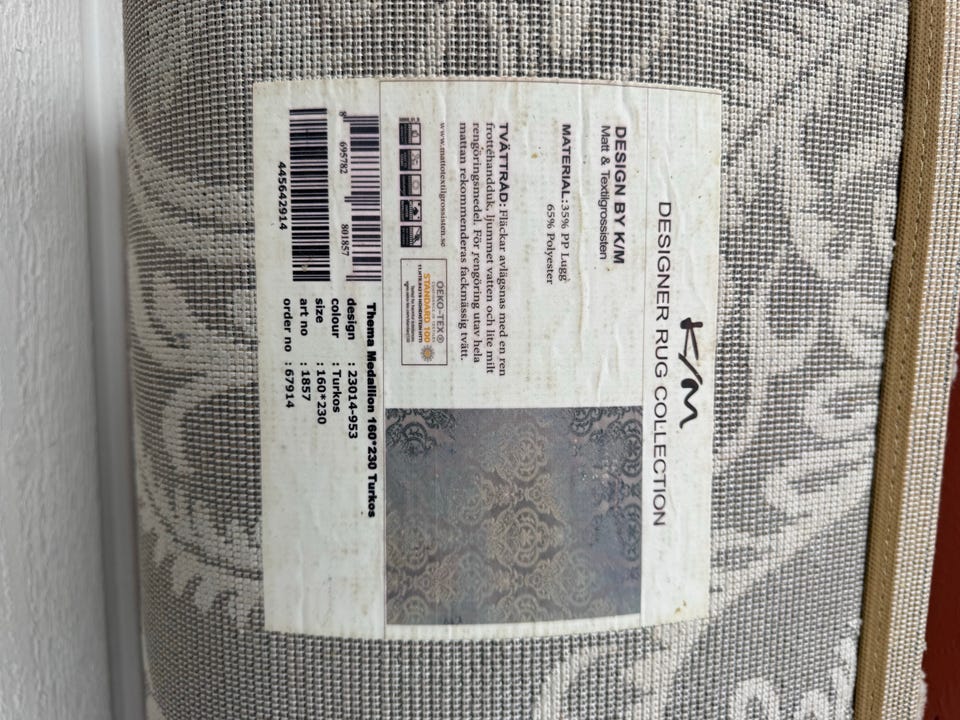 K/M
DESIGNER RUG COLLECTION
DESIGN BY K/M
Matt & Textilgrossisten
MATERIAL: 35% PP Lugg
65% Polyester
TVÄTTRÅD: Fläckar avlägsnas med en ren
frottéhandduk, ljummet vatten och lite milt
rengöringsmedel. För rengöring utav hela
mattan rekommenderas fackmässig tvätt.
www.mattotextilgrossisten.se
OEKO-TEX®
STANDARD 100
Thema Medallion 160*230 Turkos
design : 23014-953
colour : Turkos
size : 160*230
art no : 1857
order no : 67914
8 695782 801857
445642914